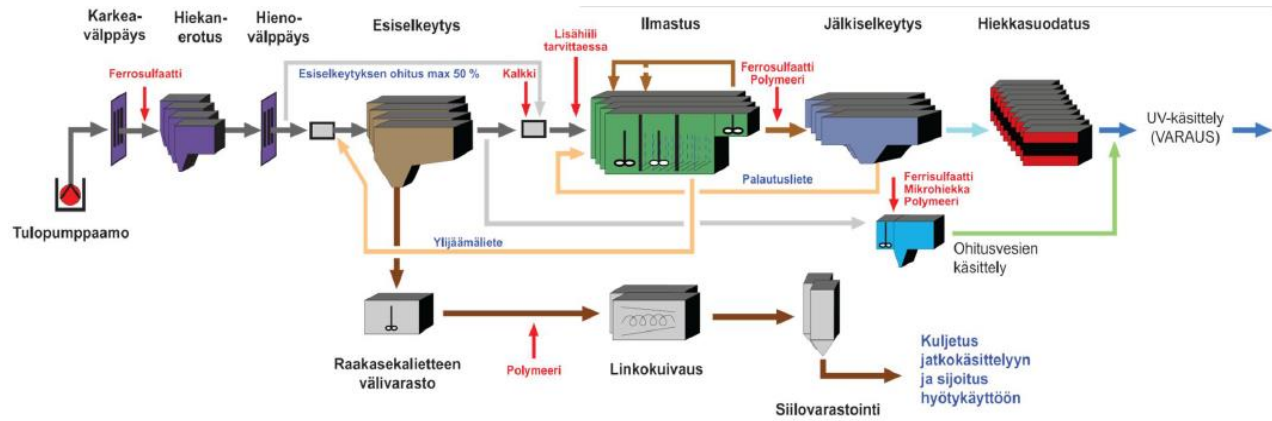 Karkea-
välppäys
Hiekan-
erotus
Hieno-
välppäys
Esiselkeytys
Ilmastus
Jälkiselkeytys
Hiekkasuodatus
Ferrosulfaatti
Esiselkeytyksen ohitus max 50 %
Kalkki
Lisähiili
tarvittaessa
Ferrosulfaatti
Polymeeri
UV-käsittely
(VARAUS)
Tulopumppaamo
Palautusliete
Ferrisulfaatti
Mikrohiekka
Polymeeri
Ylijäämäliete
Ohitusvesien
käsittely
Raakasekalietteen
välivarasto
Polymeeri
Linkokuivaus
Siilovarastointi
Kuljetus
jatkokäsittelyyn
ja sijoitus
hyötykäyttöön